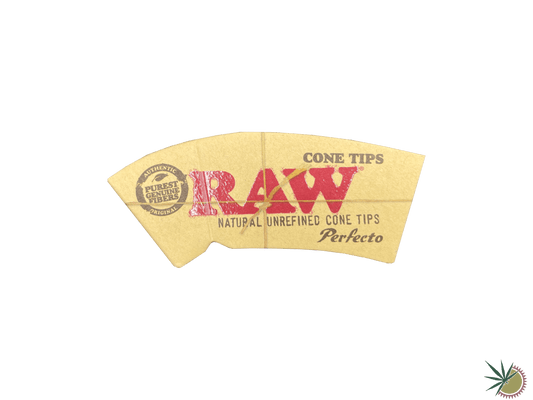 CONE TIPS
AUTHENTIC
PUREST
GENUINE
FIBERS
ORIGINAL
RAW
NATURAL UNREFINED CONE TIPS
Perfecto